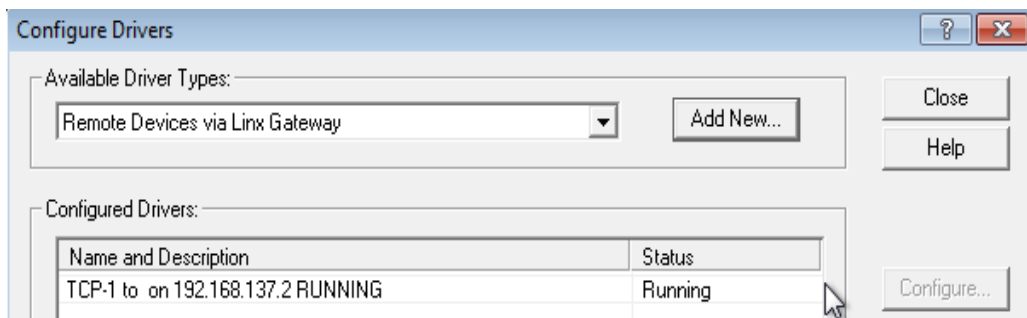 Configure Drivers
Available Driver Types:
Remote Devices via Linx Gateway
Add New...
Close
Help
Configured Drivers:
Name and Description
Status
TCP-1 to on 192.168.137.2 RUNNING
Running
Configure...